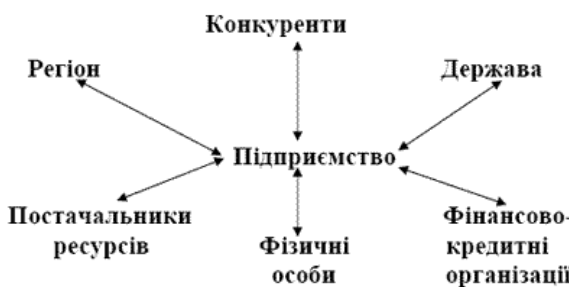 Конкуренти
Регіон
Держава
Підприємство
Постачальники
ресурсів
Фізичні
особи
Фінансово-
кредитні
організації